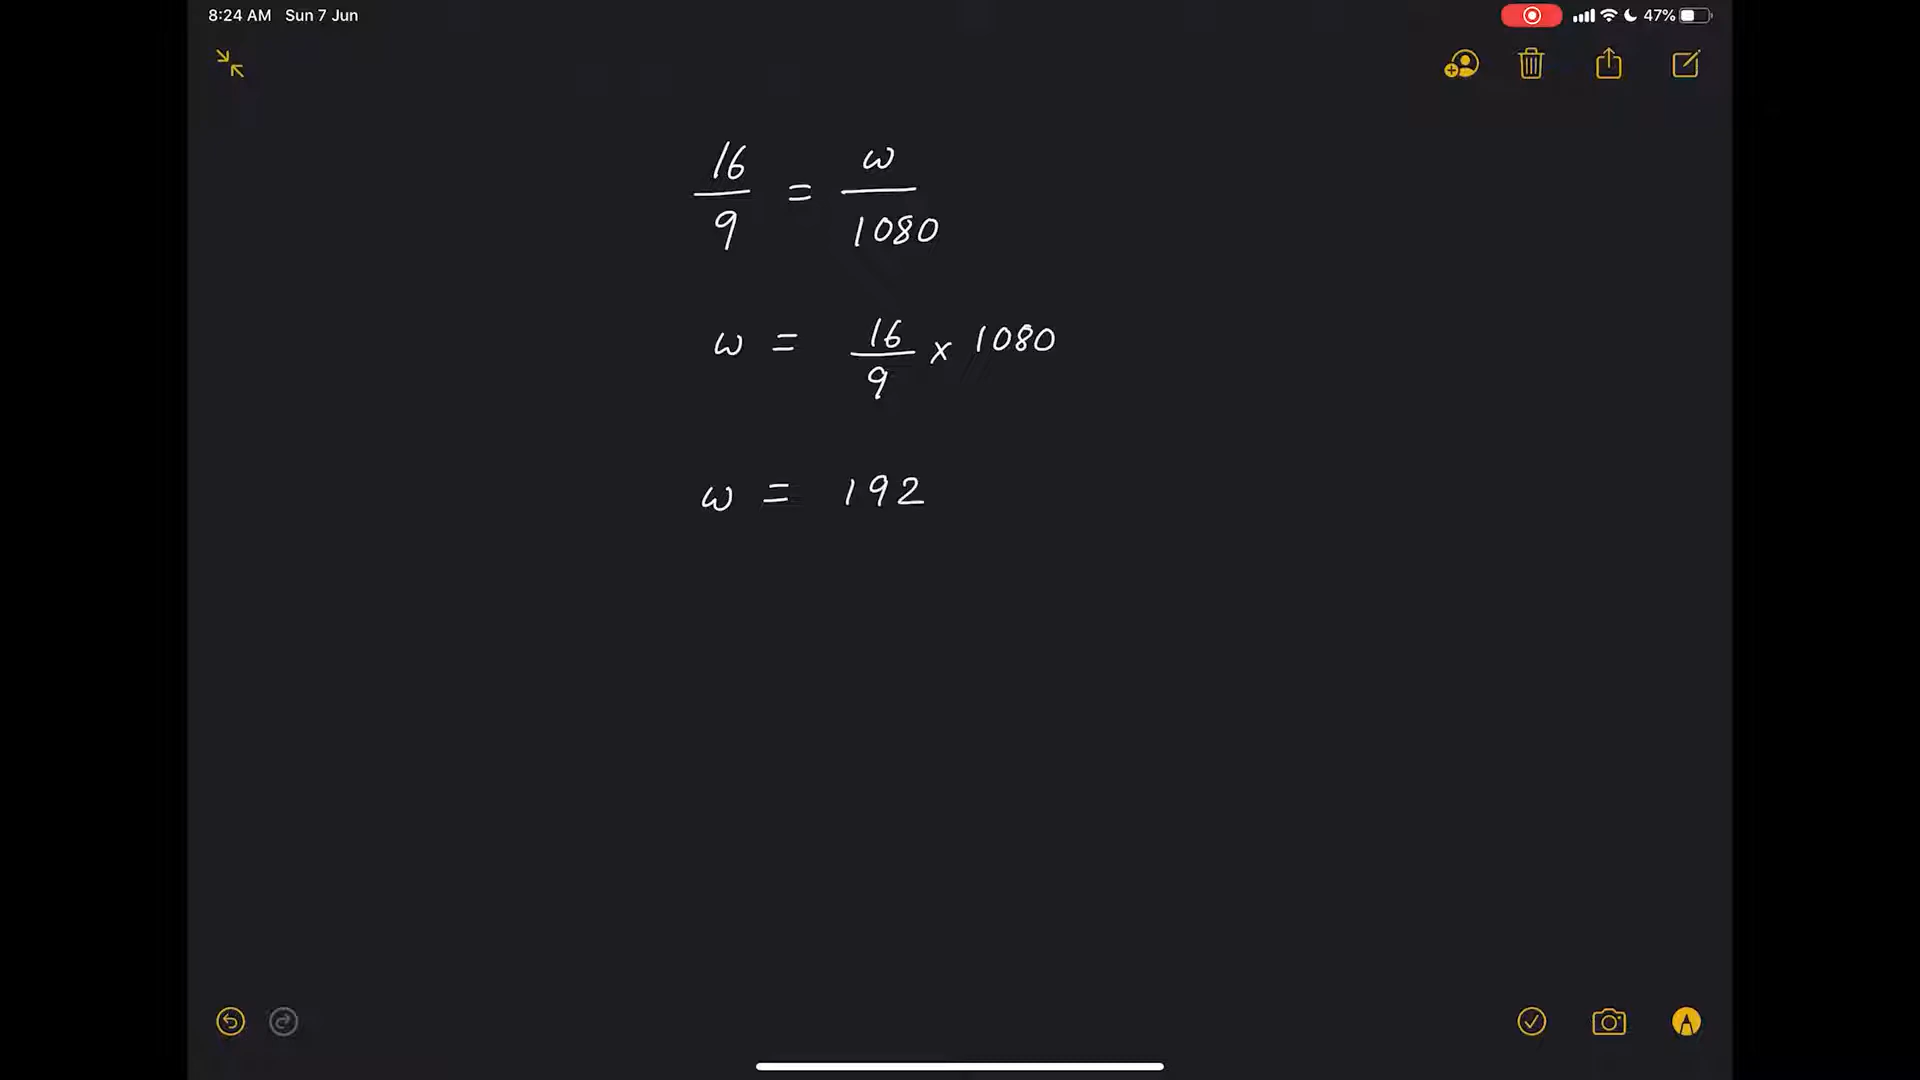 8:24 AM Sun 7 Jun 47%
16/9 = w/1080
w = 16/9 × 1080
w = 192